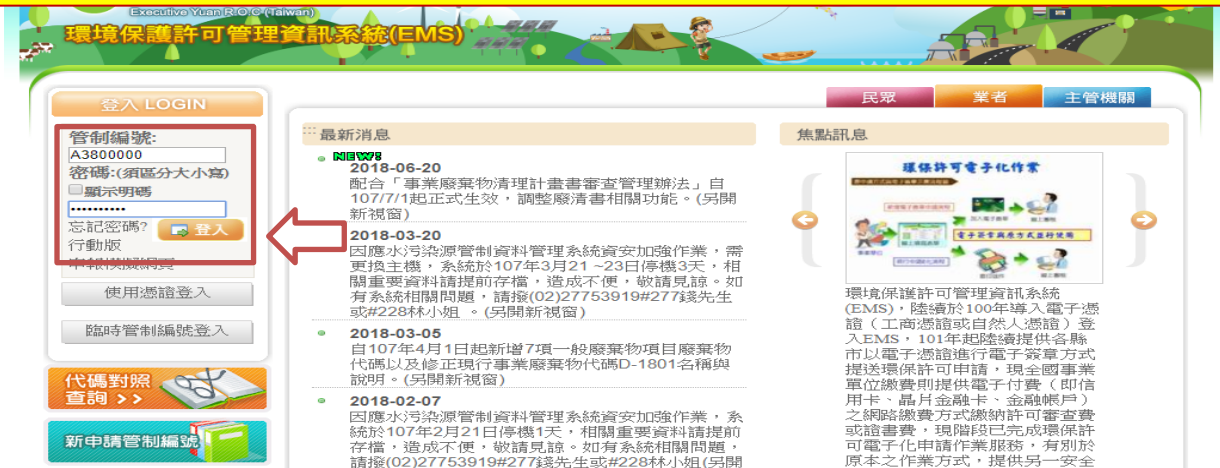 Executive Yuan R.O.C (Taiwan)
環境保護許可管理資訊系統(EMS)
登入 LOGIN
管制編號:
A3800000
密碼:(須區分大小寫)
顯示明碼
忘記密碼?
登入
行動版
申報模擬網頁
使用憑證登入
臨時管制編號登入
代碼對照
查詢 >>
新申請管制編號
民眾
業者
主管機關
最新消息
NEW!
2018-06-20
配合「事業廢棄物清理計畫書審查管理辦法」自
107/7/1起正式生效，調整廢清書相關功能。(另開
新視窗)
2018-03-20
因應水污染源管制資料管理系統資安加強作業，需
更換主機，系統於107年3月21 ~23日停機3天，相
關重要資料請提前存檔，造成不便，敬請見諒。如
有系統相關問題，請撥(02)27753919#277錢先生
或#228林小姐 。(另開新視窗)
2018-03-05
自107年4月1日起新增7項一般廢棄物項目廢棄物
代碼以及修正現行事業廢棄物代碼D-1801名稱與
說明。(另開新視窗)
2018-02-07
因應水污染源管制資料管理系統資安加強作業，系
統於107年2月21日停機1天，相關重要資料請提前
存檔，造成不便，敬請見諒。如有系統相關問題，
請撥(02)27753919#277錢先生或#228林小姐(另開
焦點訊息
環保許可電子化作業
電子簽章與原方式並行使用
環境保護許可管理資訊系統
(EMS)，陸續於100年導入電子憑
證（工商憑證或自然人憑證）登
入EMS，101年起陸續提供各縣
市以電子憑證進行電子簽章方式
提送環保許可申請，現全國事業
單位繳費則提供電子付費（即信
用卡、晶片金融卡、金融帳戶）
之網路繳費方式繳納許可審查費
或證書費，現階段已完成環保許
可電子化申請作業服務，有別於
原本之作業方式，提供另一安全